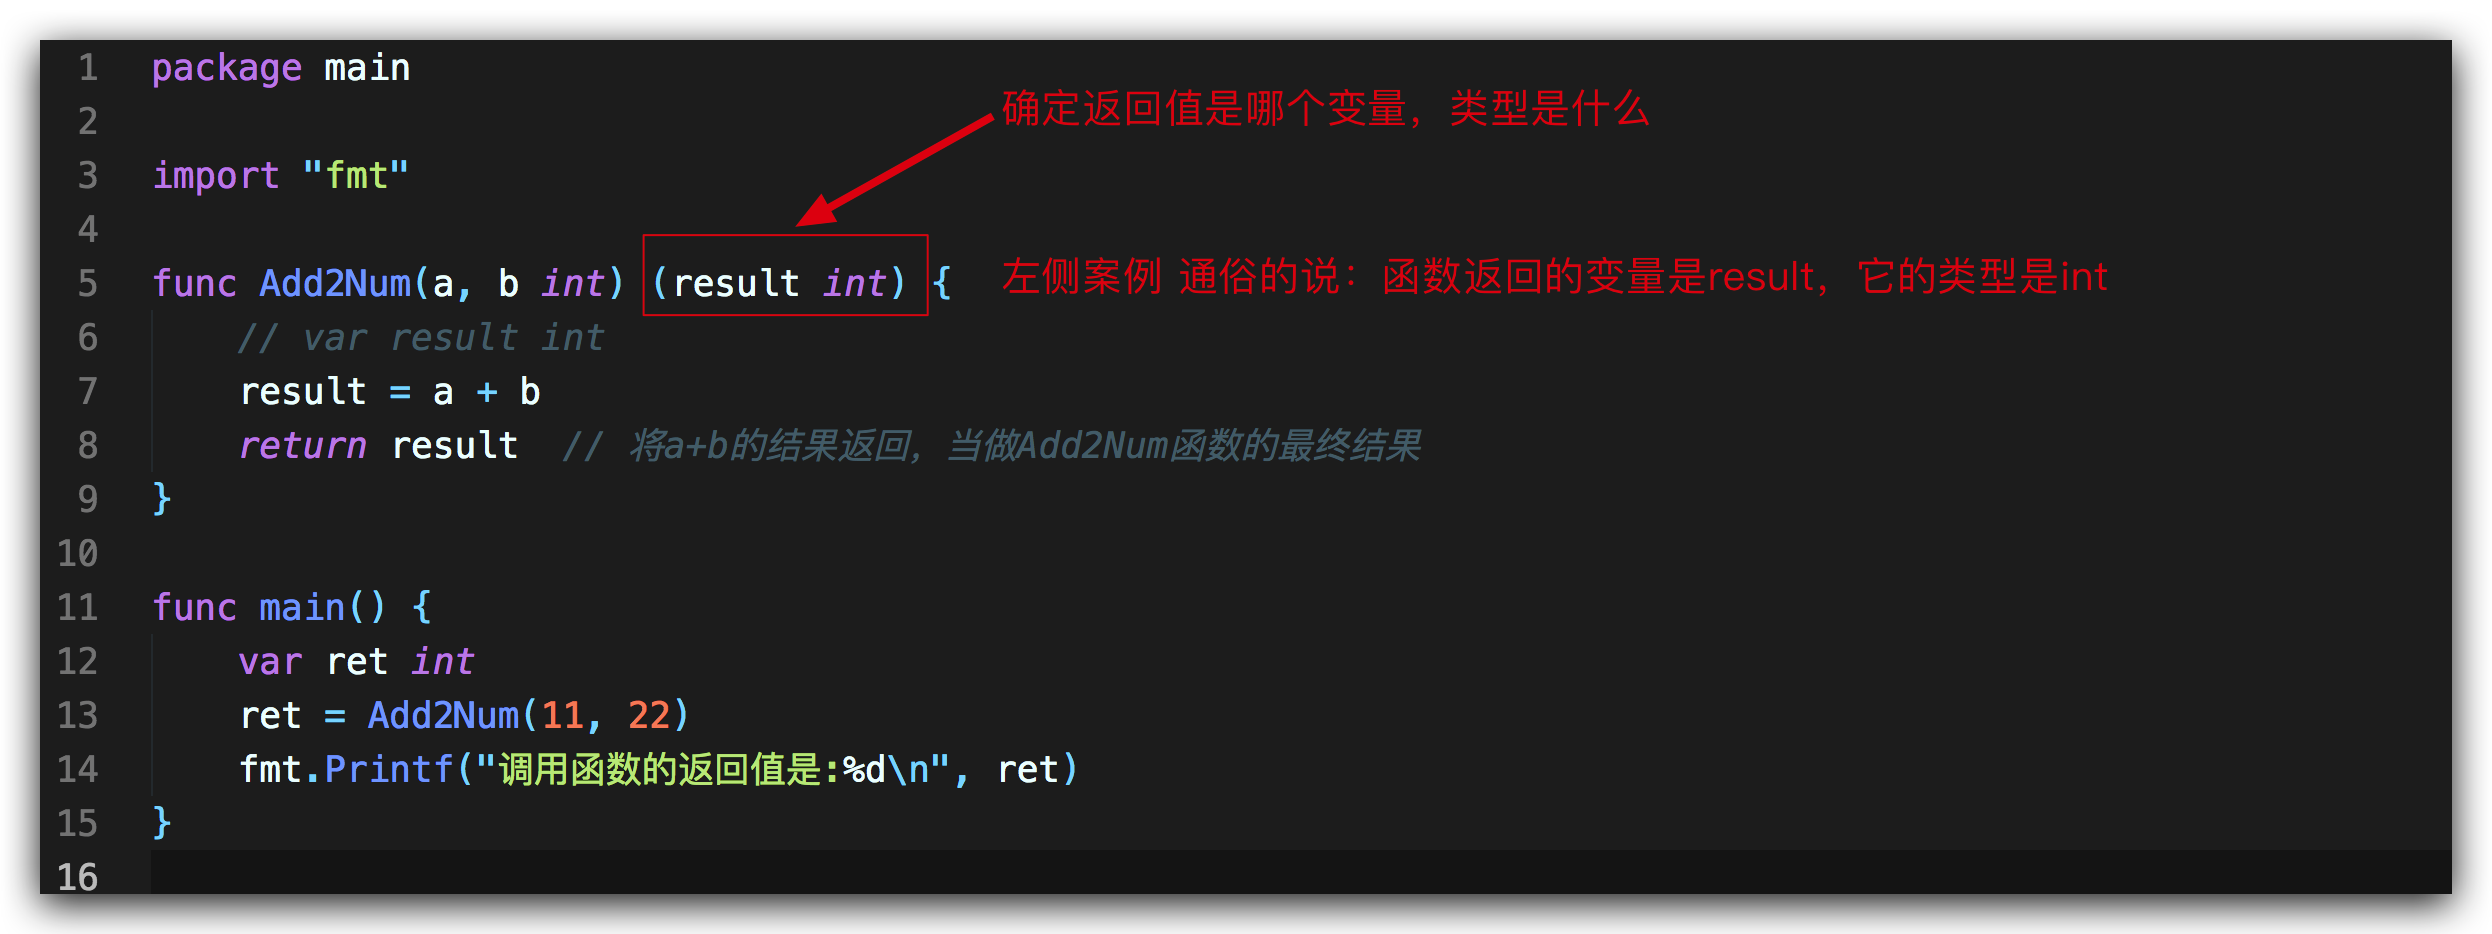 1 package main
确定返回值是哪个变量，类型是什么
2
3 import "fmt"
4
5 func Add2Num(a, b int) (result int) { 左侧案例 通俗的说：函数返回的变量是result，它的类型是int
6 // var result int
7 result = a + b
8 return result // 将a+b的结果返回，当做Add2Num函数的最终结果
9 }
10
11 func main() {
12 var ret int
13 ret = Add2Num(11, 22)
14 fmt.Printf("调用函数的返回值是:%d\n", ret)
15 }
16